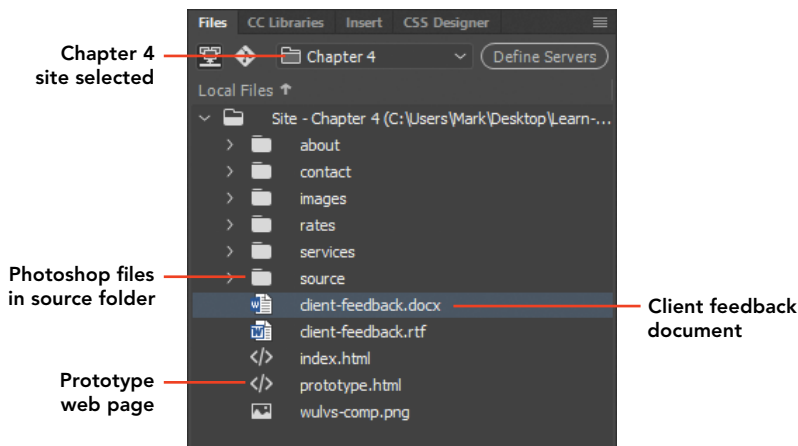 Files CC Libraries Insert CSS Designer
Chapter 4
site selected
Chapter 4 Define Servers
Local Files ↑
Site - Chapter 4 (C:\Users\Mark\Desktop\Learn-...
about
contact
images
rates
services
Photoshop files
in source folder
source
client-feedback.docx
Client feedback
document
client-feedback.rtf
index.html
Prototype
web page
prototype.html
wulvs-comp.png